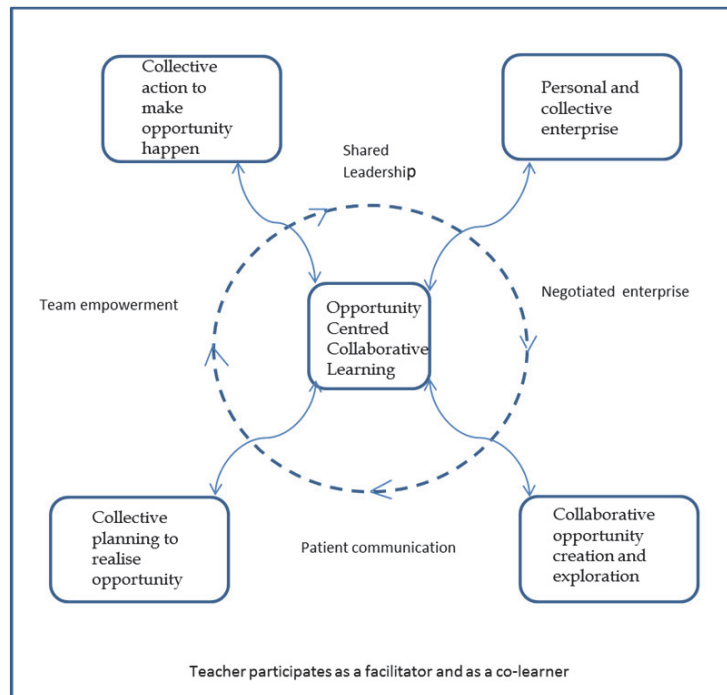 Collective
action to
make
opportunity
happen
Personal and
collective
enterprise
Shared
Leadership
Team empowerment
Negotiated enterprise
Opportunity
Centred
Collaborative
Learning
Collective
planning to
realise
opportunity
Patient communication
Collaborative
opportunity
creation and
exploration
Teacher participates as a facilitator and as a co-learner